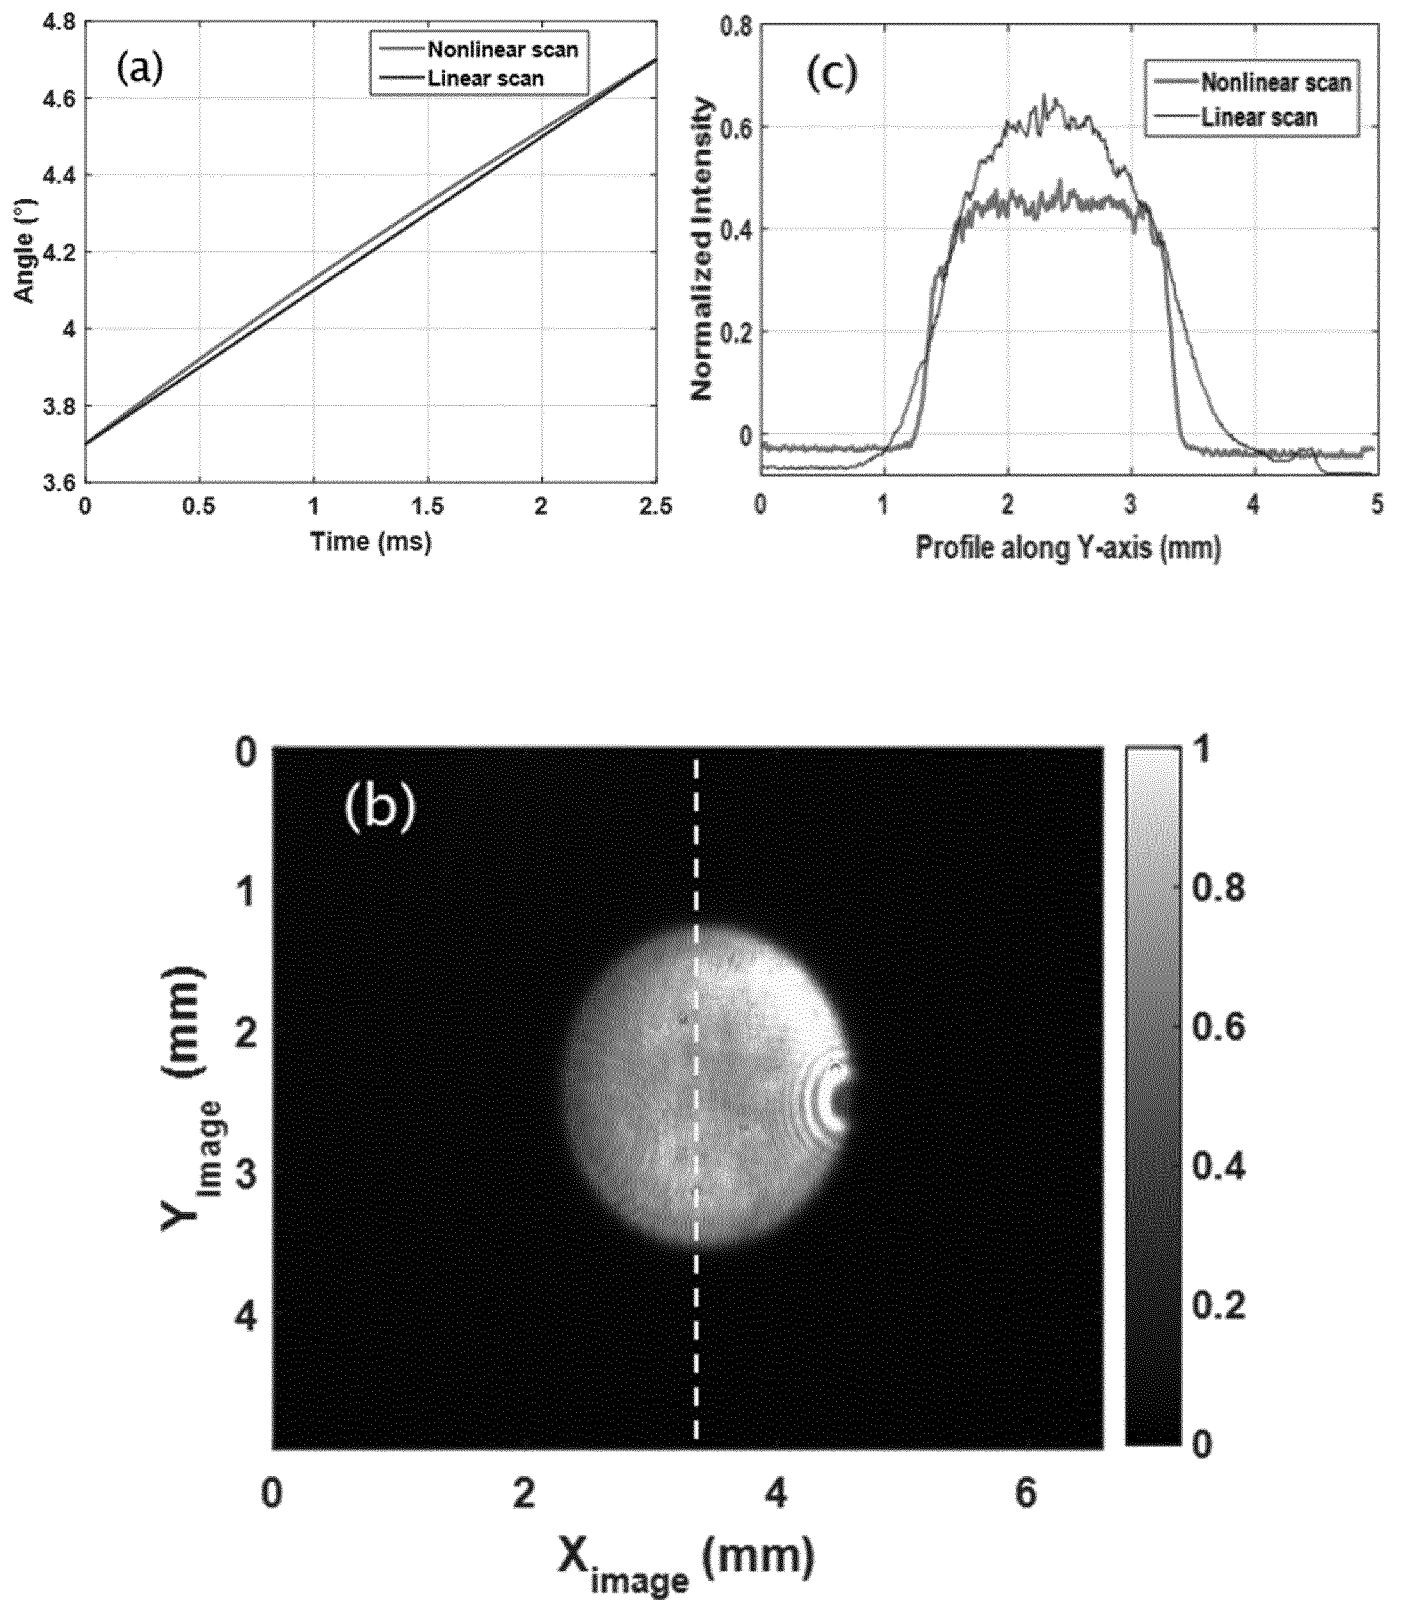 (a)
Nonlinear scan
Linear scan
4.8
4.6
4.4
4.2
4
3.8
3.6
Angle (°)
0 0.5 1 1.5 2 2.5
Time (ms)
(c)
Nonlinear scan
Linear scan
0.8
0.6
0.4
0.2
0
Normalized Intensity
0 1 2 3 4 5
Profile along Y-axis (mm)
(b)
0
1
2
3
4
Y image (mm)
0 2 4 6
X image (mm)
1
0.8
0.6
0.4
0.2
0